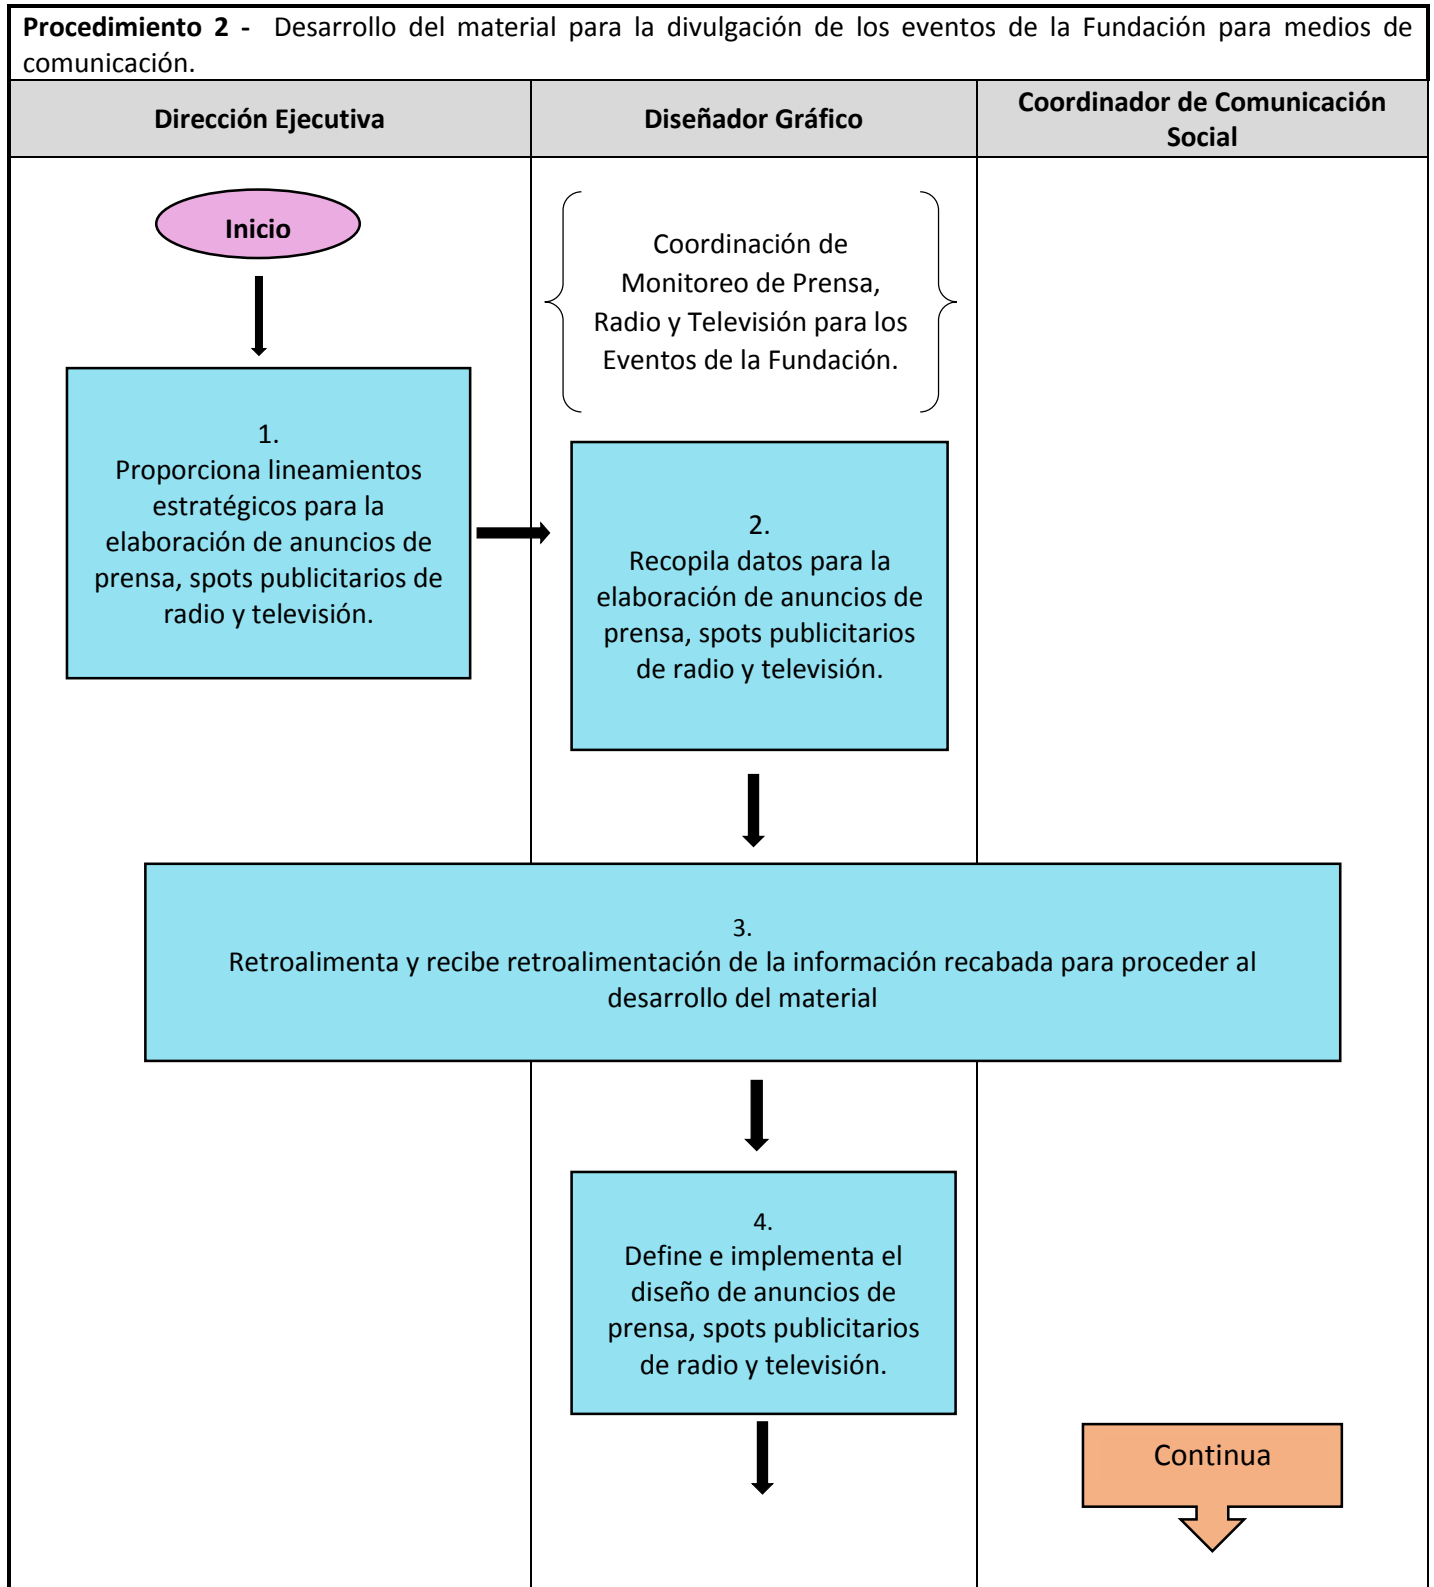 Procedimiento 2 - Desarrollo del material para la divulgación de los eventos de la Fundación para medios de
comunicación.
Dirección Ejecutiva
Diseñador Gráfico
Coordinador de Comunicación
Social
Inicio
Coordinación de
Monitoreo de Prensa,
Radio y Televisión para los
Eventos de la Fundación.
1.
Proporciona lineamientos
estratégicos para la
elaboración de anuncios de
prensa, spots publicitarios de
radio y televisión.
2.
Recopila datos para la
elaboración de anuncios de
prensa, spots publicitarios
de radio y televisión.
3.
Retroalimenta y recibe retroalimentación de la información recabada para proceder al
desarrollo del material
4.
Define e implementa el
diseño de anuncios de
prensa, spots publicitarios
de radio y televisión.
Continua